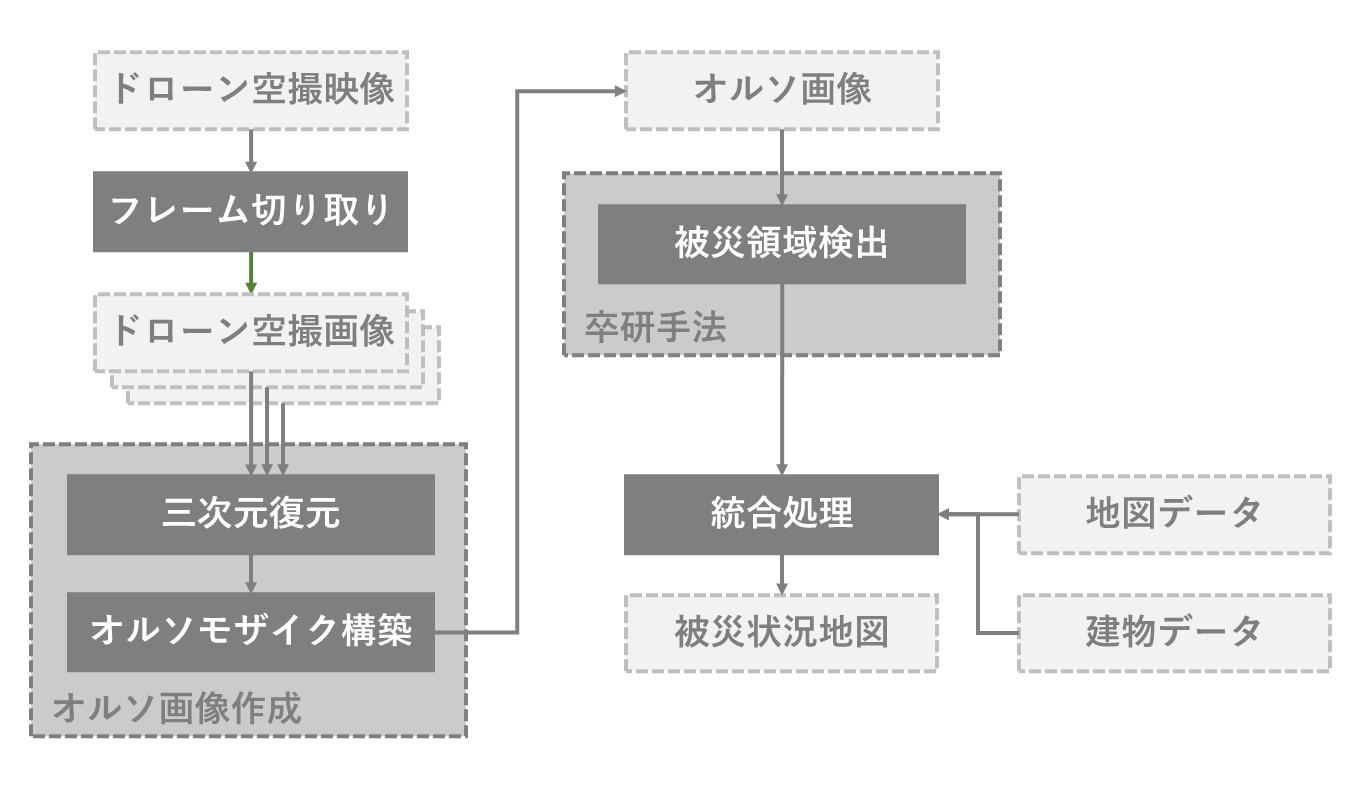 ドローン空撮映像
フレーム切り取り
ドローン空撮画像
三次元復元
オルソモザイク構築
オルソ画像作成
オルソ画像
被災領域検出
卒研手法
統合処理
被災状況地図
地図データ
建物データ